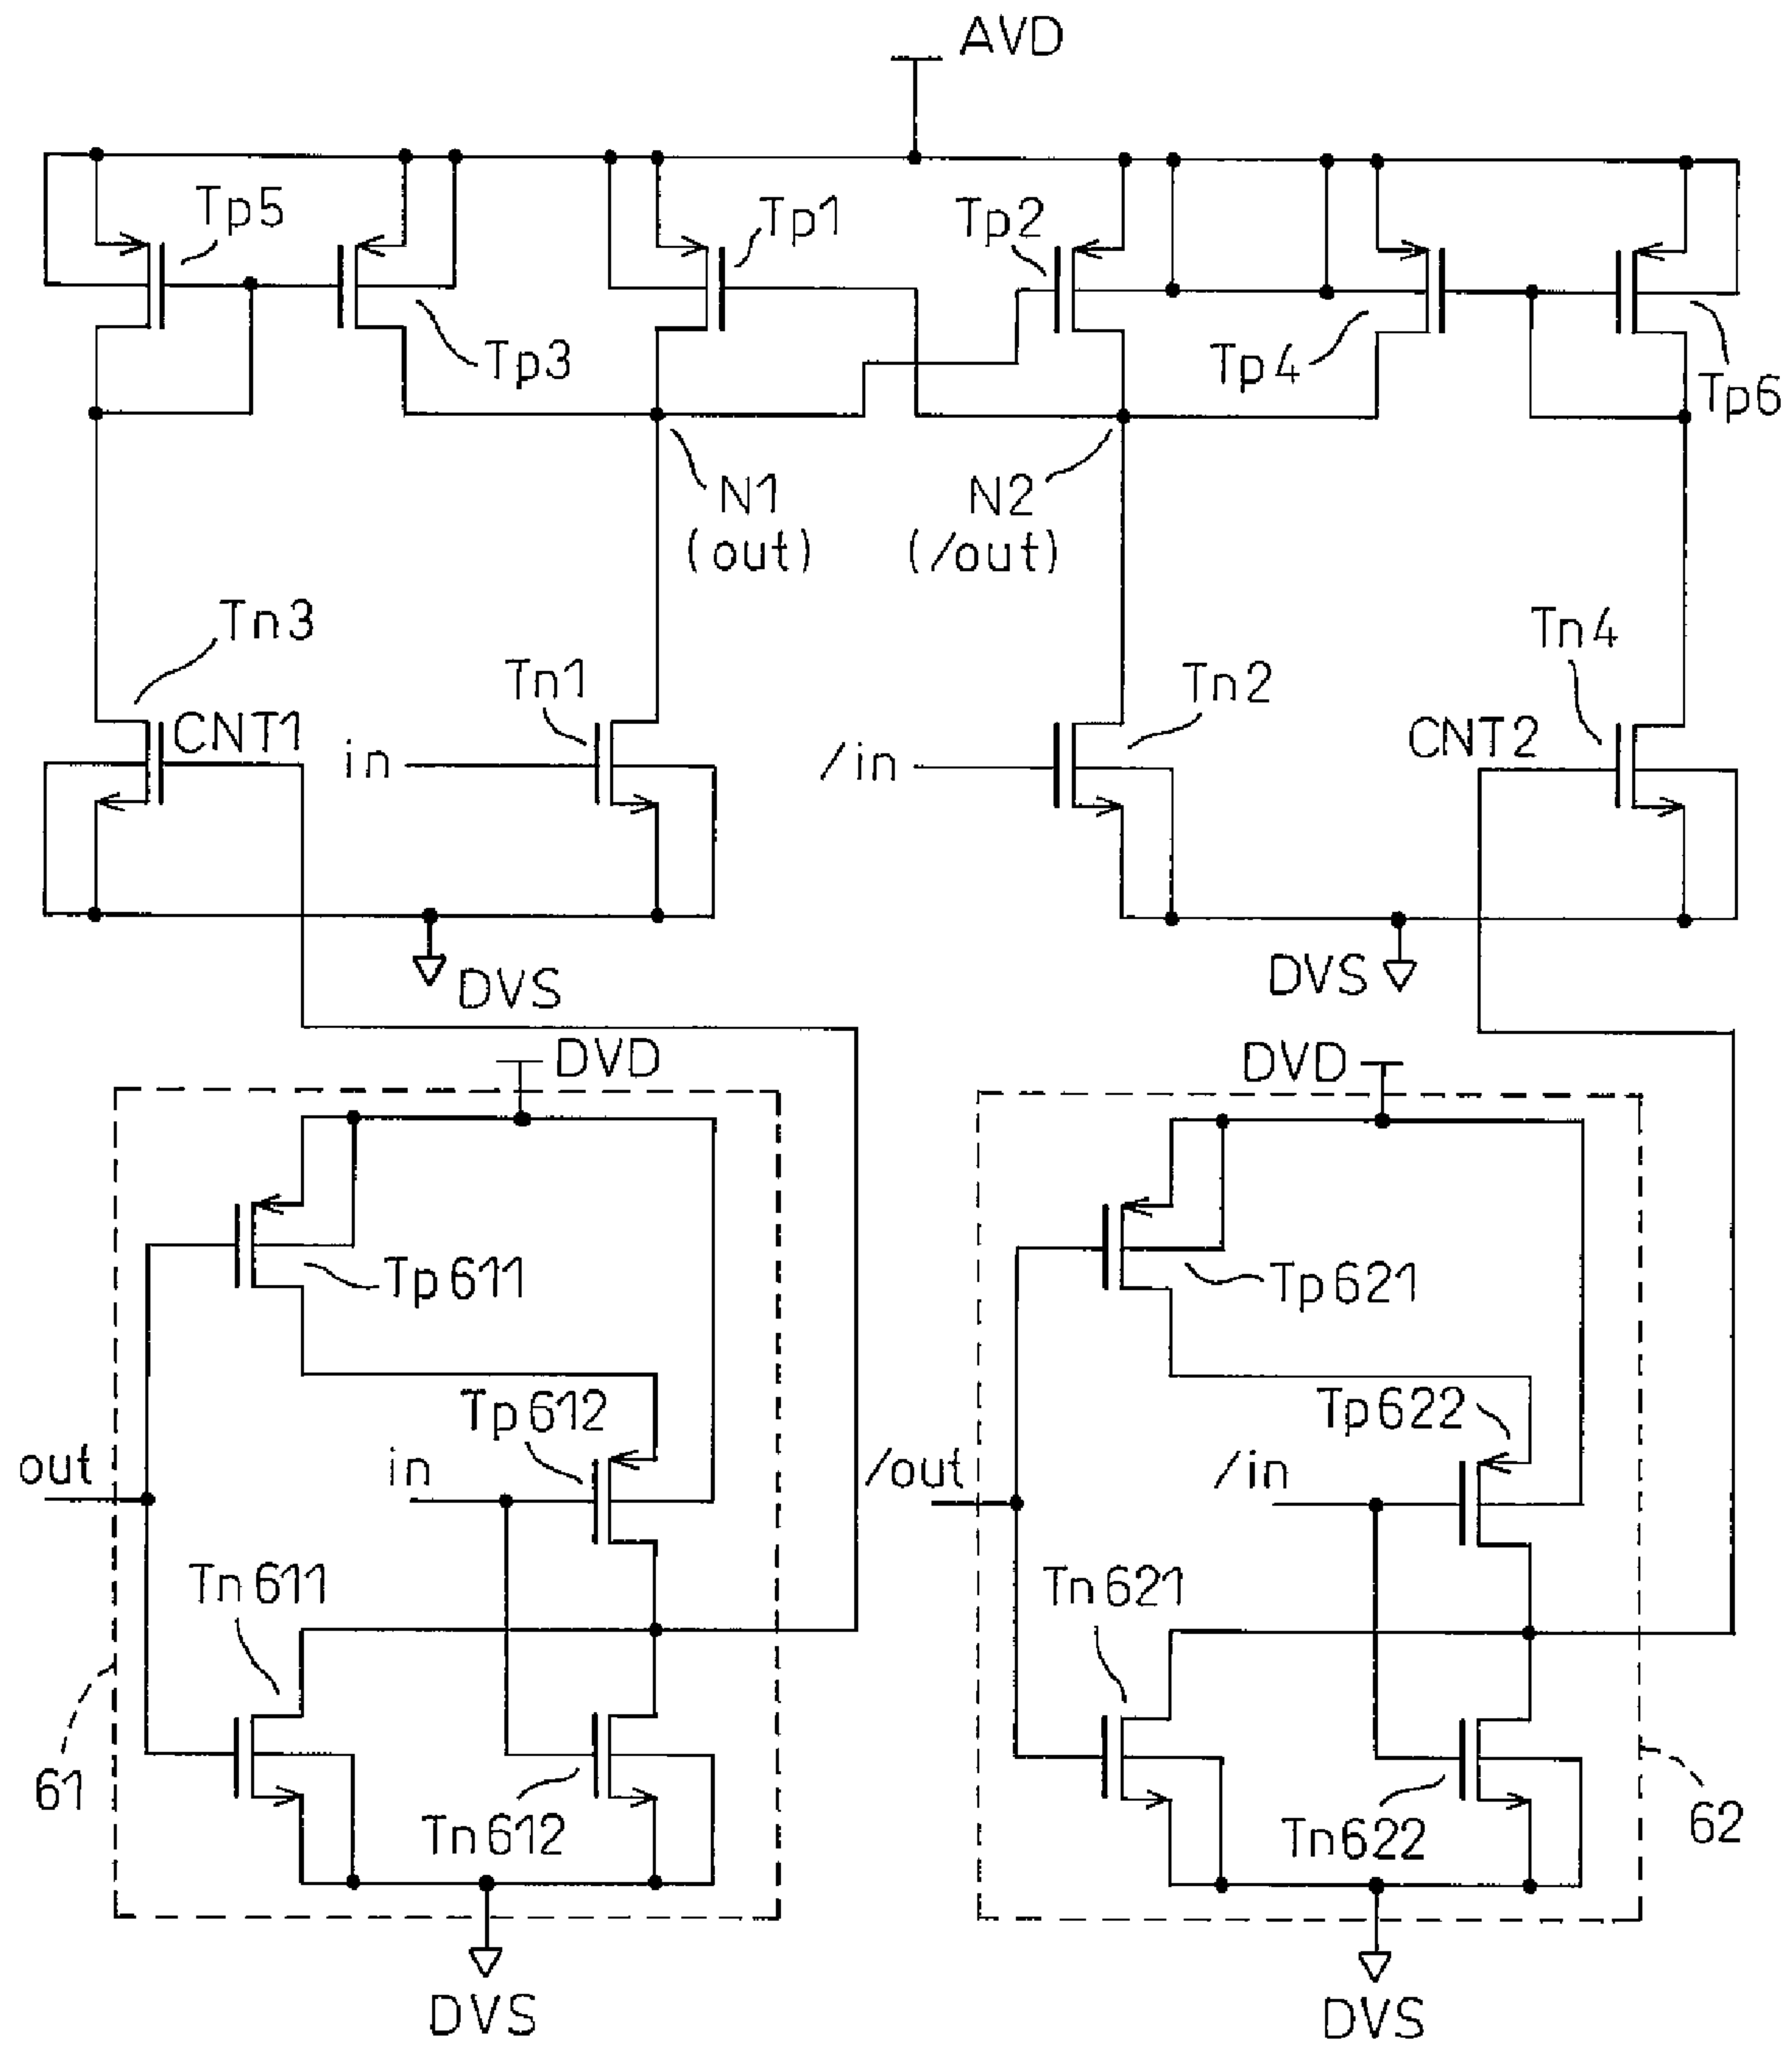 AVD
Tp5
Tp1
Tp2
Tp3
Tp4
Tp6
N1
(out)
N2
(/out)
Tn3
Tn1
Tn2
Tn4
CNT1
in
/in
CNT2
DVS
DVS
DVD
DVD
Tp611
Tp621
Tp612
Tp622
out
in
/out
/in
Tn611
Tn621
61
Tn612
Tn622
62
DVS
DVS